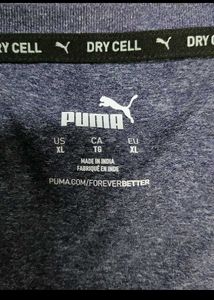 DRY CELL DRY CELL
PUMA
US CA EU
XL TG XL
MADE IN INDIA
FABRIQUÉ EN INDE
PUMA.COM/FOREVERBETTER